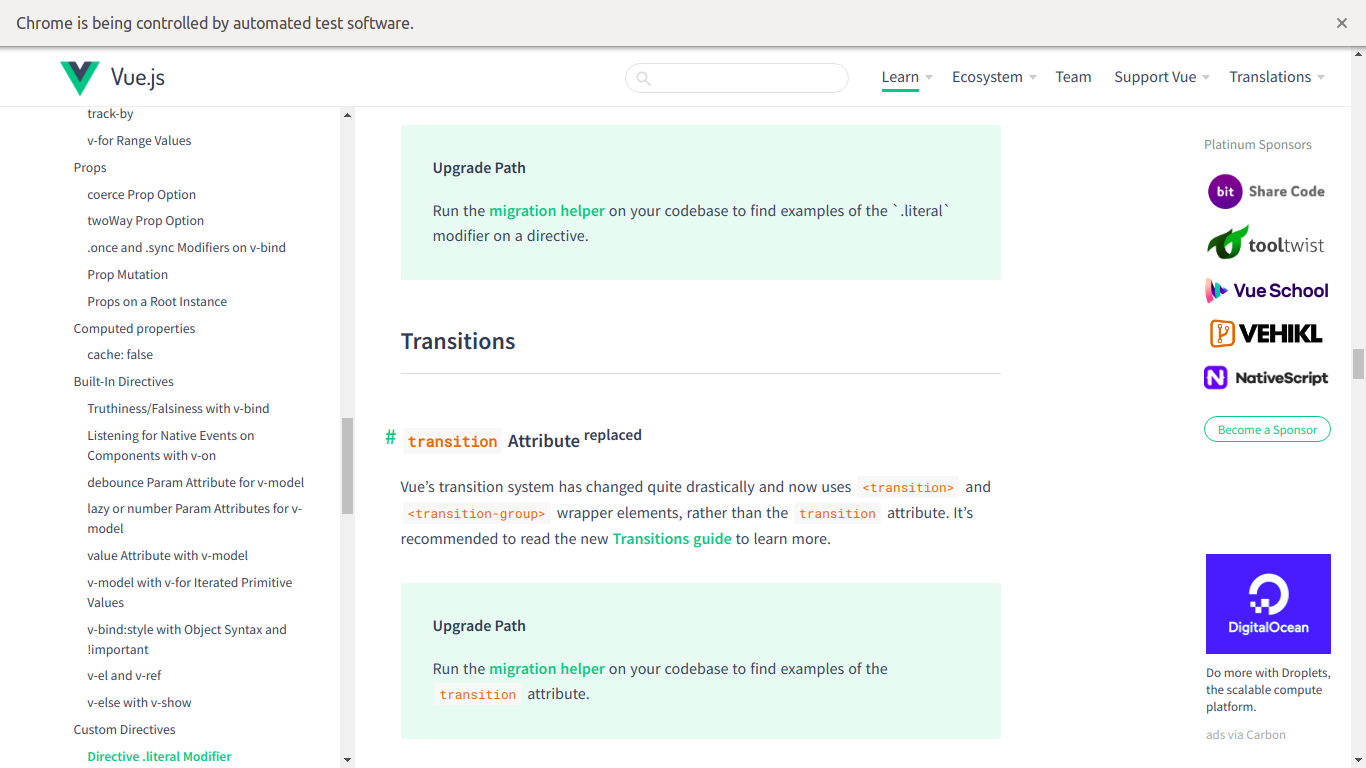 Chrome is being controlled by automated test software.
Vue.js
Learn
Ecosystem
Team
Support Vue
Translations
track-by
v-for Range Values
Props
coerce Prop Option
twoWay Prop Option
.once and .sync Modifiers on v-bind
Prop Mutation
Props on a Root Instance
Computed properties
cache: false
Built-In Directives
Truthiness/Falsiness with v-bind
Listening for Native Events on
Components with v-on
debounce Param Attribute for v-model
lazy or number Param Attributes for v-
model
value Attribute with v-model
v-model with v-for Iterated Primitive
Values
v-bind:style with Object Syntax and
!important
v-el and v-ref
v-else with v-show
Custom Directives
Directive .literal Modifier
Upgrade Path
Run the migration helper on your codebase to find examples of the `.literal`
modifier on a directive.
Transitions
# transition Attribute replaced
Vue’s transition system has changed quite drastically and now uses <transition> and
<transition-group> wrapper elements, rather than the transition attribute. It’s
recommended to read the new Transitions guide to learn more.
Upgrade Path
Run the migration helper on your codebase to find examples of the
transition attribute.
Platinum Sponsors
bit Share Code
tooltwist
Vue School
VEHIKL
NativeScript
Become a Sponsor
DigitalOcean
Do more with Droplets,
the scalable compute
platform.
ads via Carbon